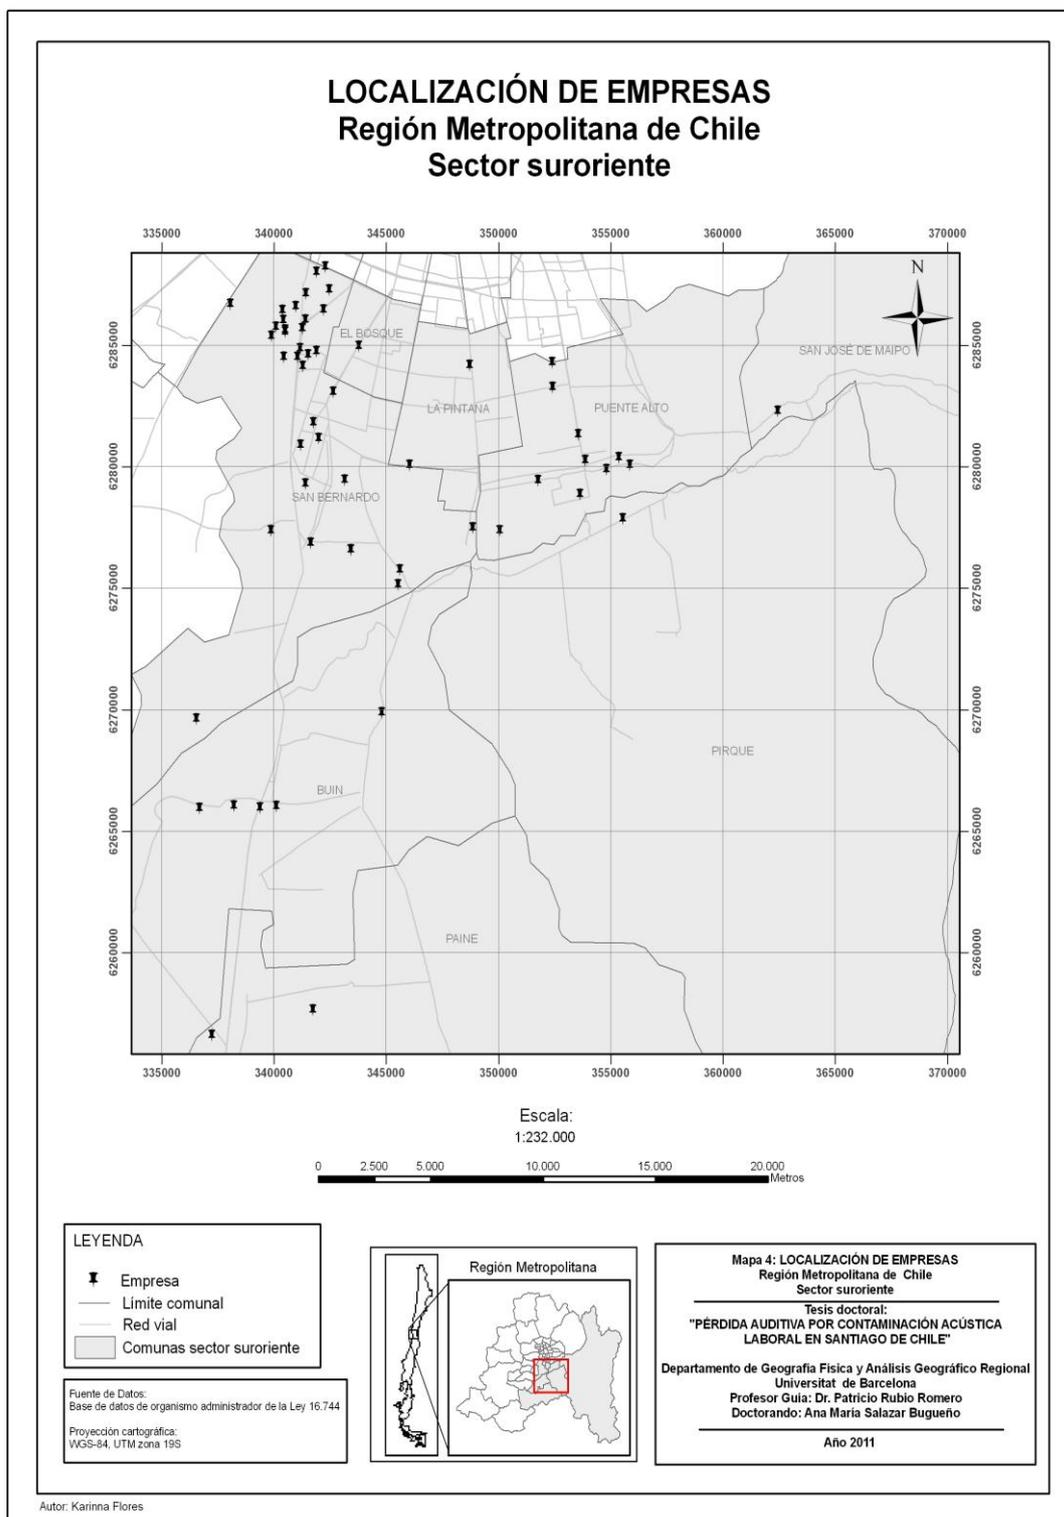 LOCALIZACIÓN DE EMPRESAS
Región Metropolitana de Chile
Sector suroriente
335000 340000 345000 350000 355000 360000 365000 370000
N
6285000 6285000
EL BOSQUE
SAN JOSÉ DE MAIPO
LA PINTANA
PUENTE ALTO
6280000 6280000
SAN BERNARDO
6275000 6275000
6270000 6270000
PIRQUE
BUIN
6265000 6265000
PAINE
6260000 6260000
335000 340000 345000 350000 355000 360000 365000 370000
Escala:
1:232.000
0 2.500 5.000 10.000 15.000 20.000
Metros
LEYENDA
Empresa
Límite comunal
Red vial
Comunas sector suroriente
Fuente de Datos:
Base de datos de organismo administrador de la Ley 16.744
Proyección cartográfica:
WGS-84, UTM zona 19S
Región Metropolitana
Mapa 4: LOCALIZACIÓN DE EMPRESAS
Región Metropolitana de Chile
Sector suroriente
Tesis doctoral:
"PÉRDIDA AUDITIVA POR CONTAMINACIÓN ACÚSTICA
LABORAL EN SANTIAGO DE CHILE"
Departamento de Geografía Física y Análisis Geográfico Regional
Universitat de Barcelona
Profesor Guía: Dr. Patricio Rubio Romero
Doctorando: Ana María Salazar Bugueño
Año 2011
Autor: Karinna Flores